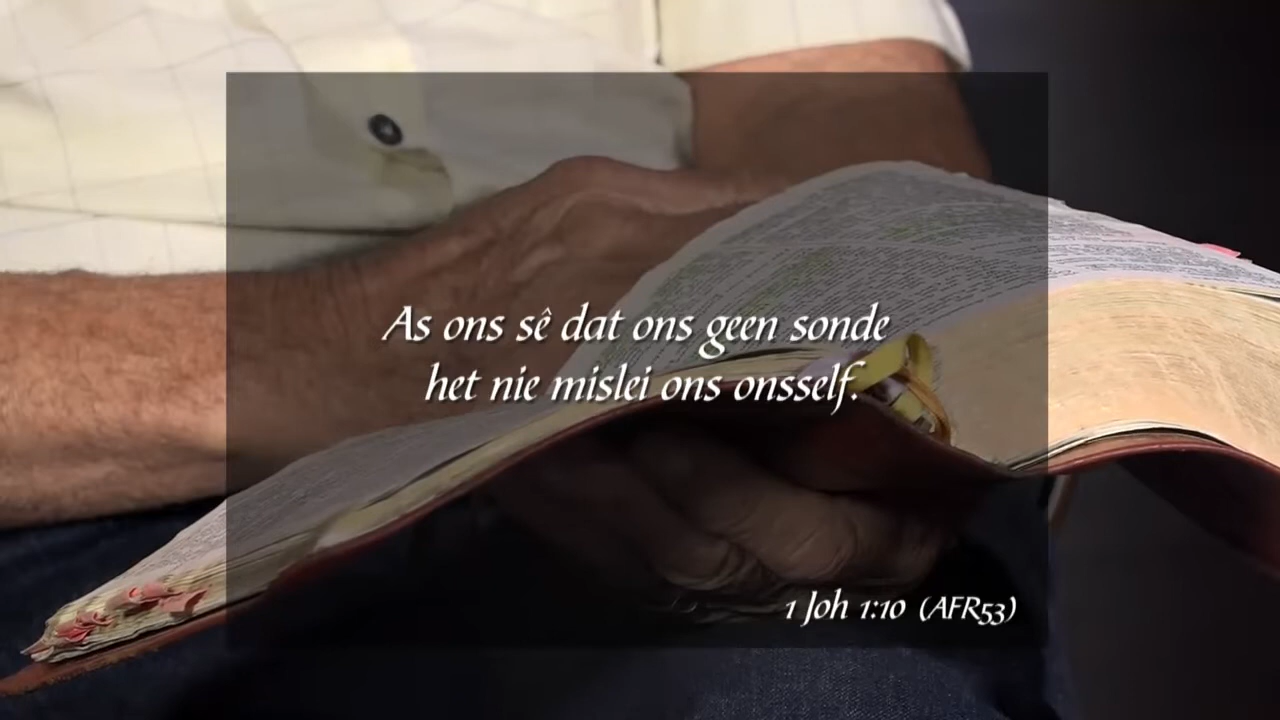 As ons sê dat ons geen sonde
het nie mislei ons onsself.
1 Joh 1:10 (AFR53)